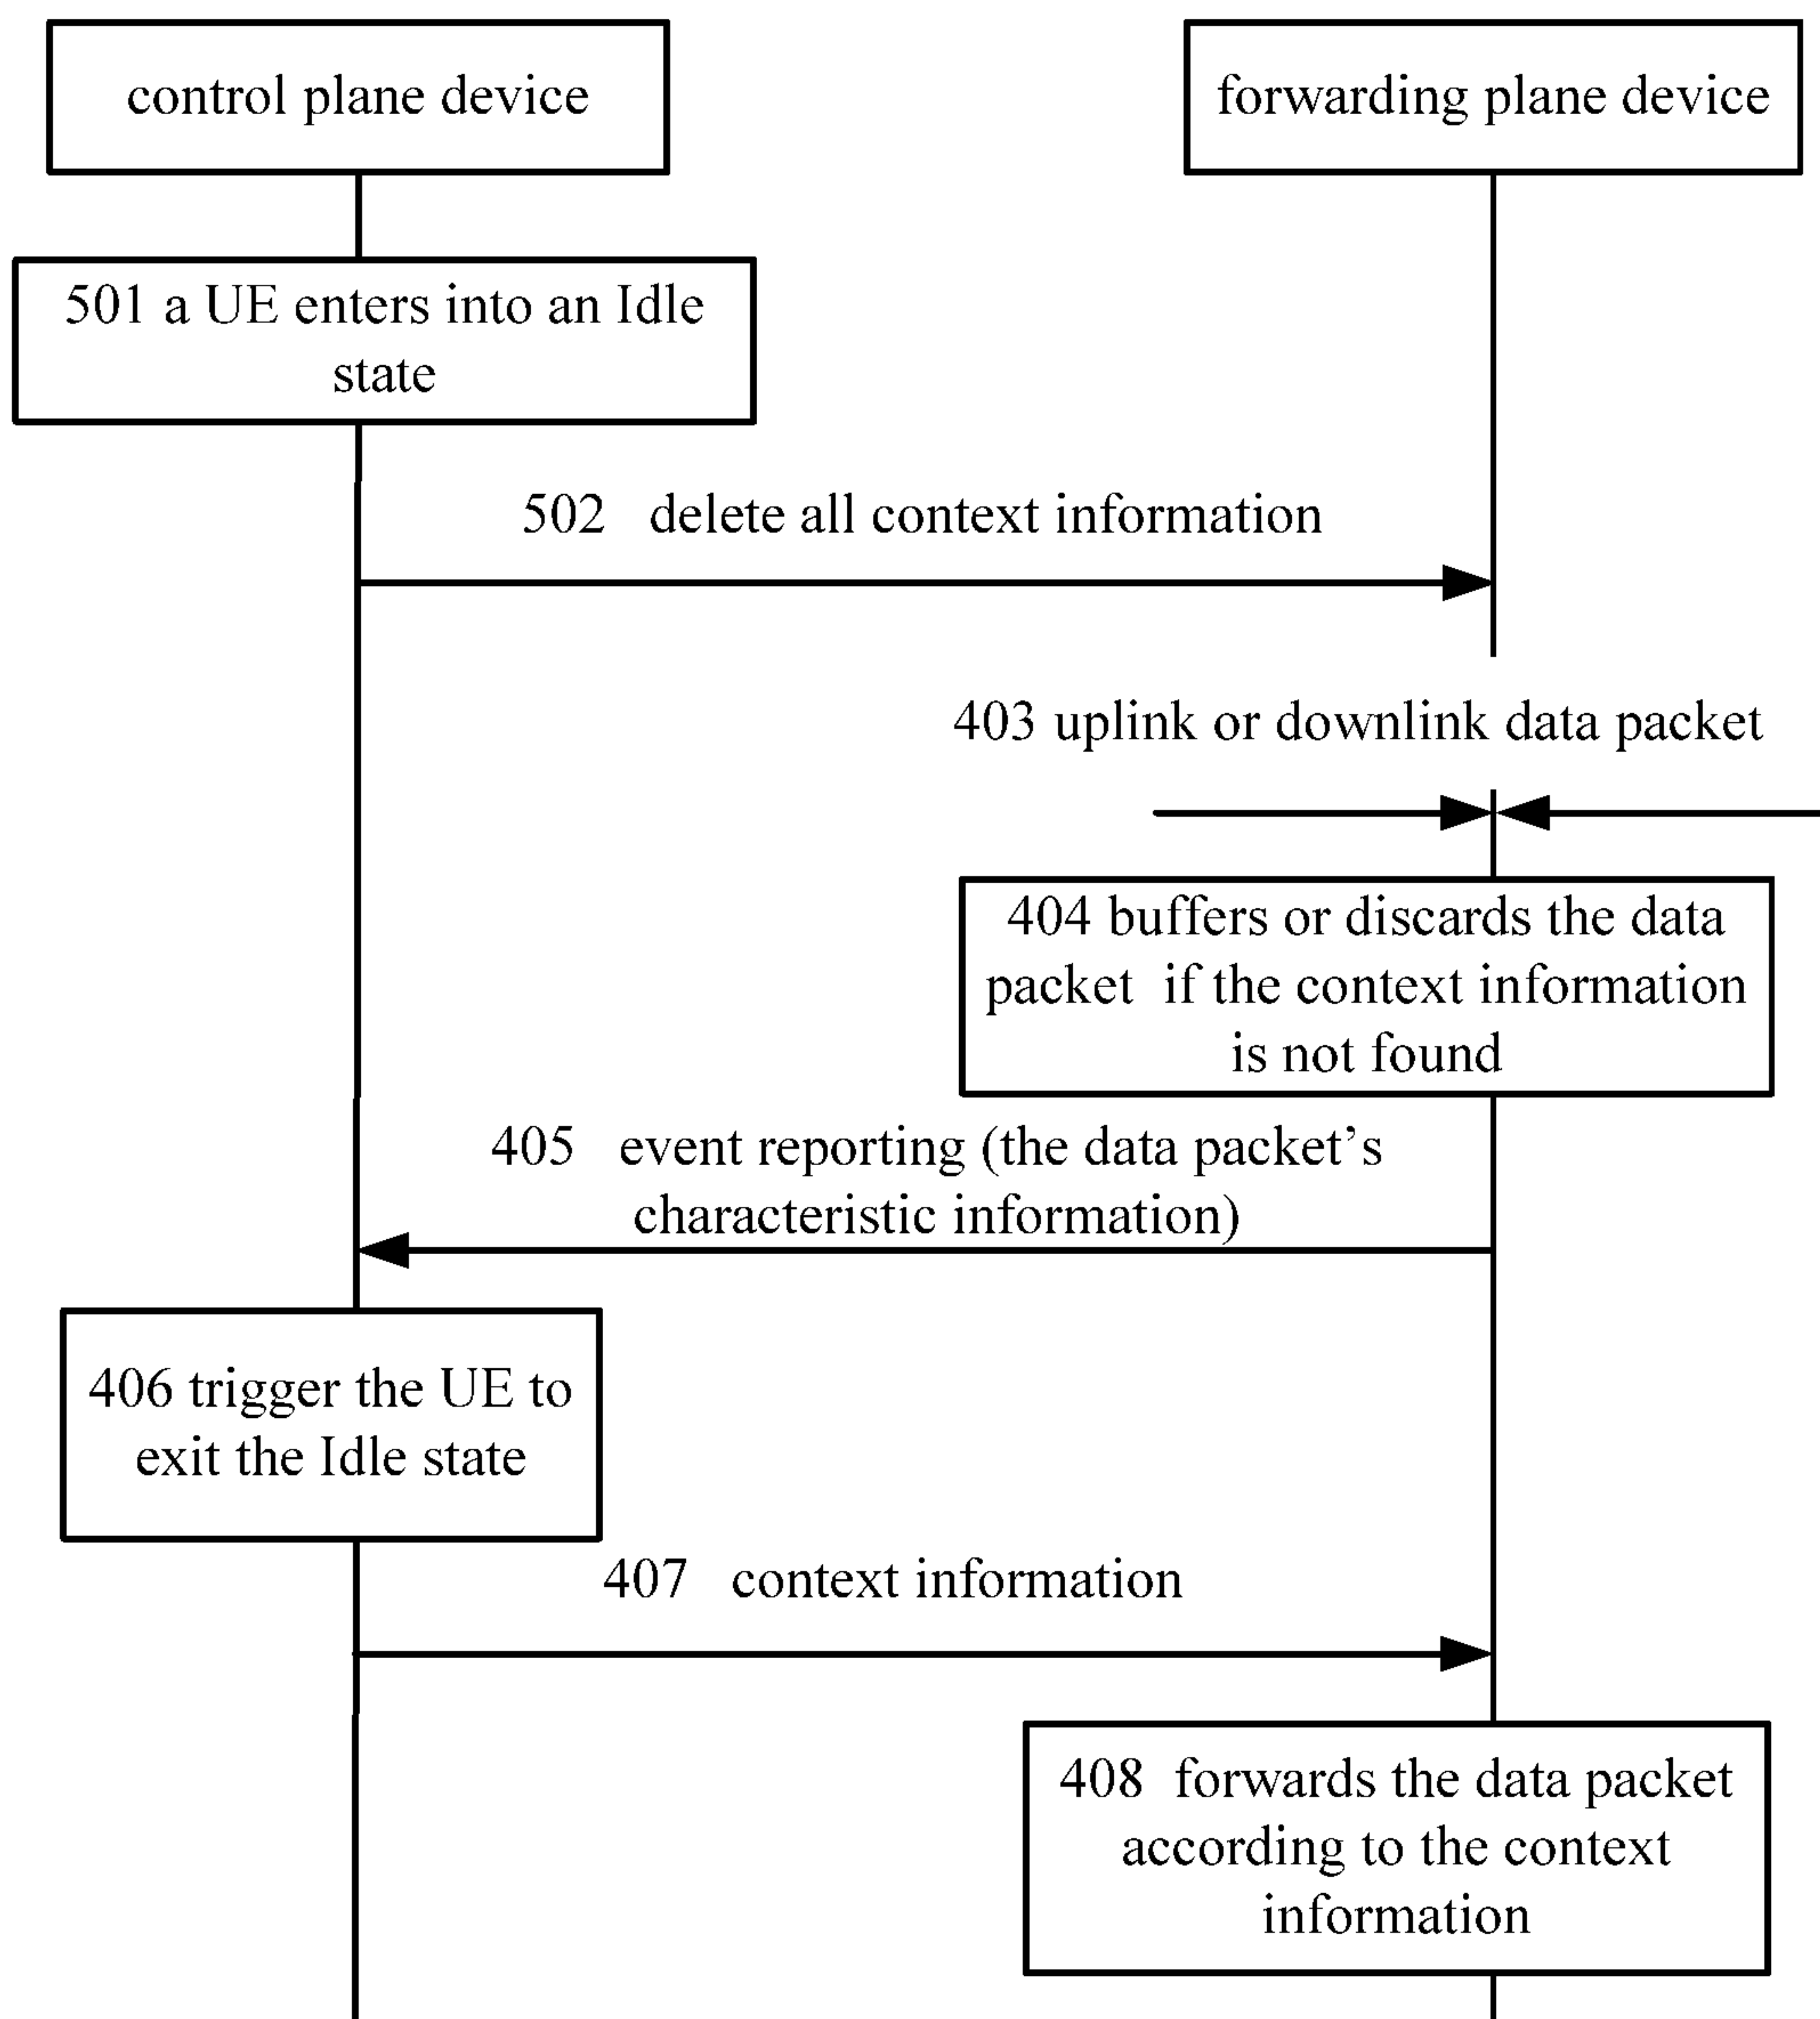 control plane device
forwarding plane device
501 a UE enters into an Idle
state
502 delete all context information
403 uplink or downlink data packet
404 buffers or discards the data
packet if the context information
is not found
405 event reporting (the data packet’s
characteristic information)
406 trigger the UE to
exit the Idle state
407 context information
408 forwards the data packet
according to the context
information